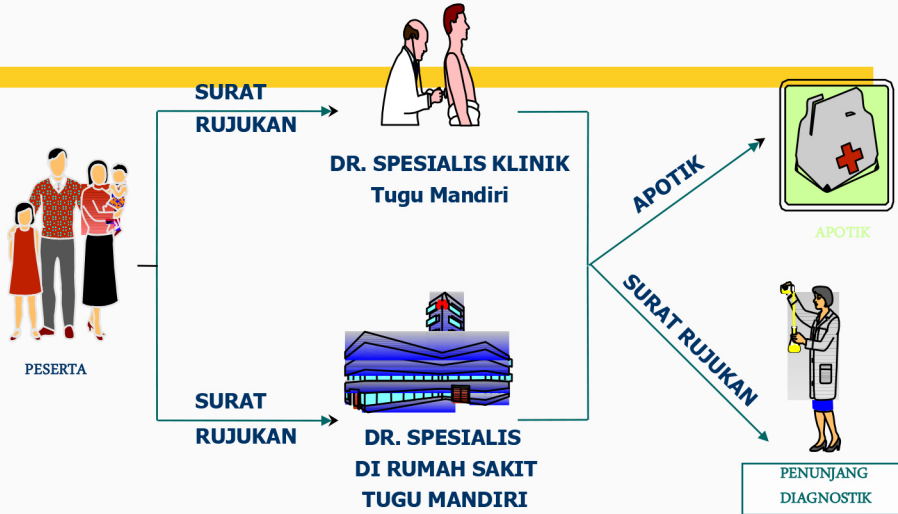 SURAT
RUJUKAN
DR. SPESIALIS KLINIK
Tugu Mandiri
PESERTA
SURAT
RUJUKAN
DR. SPESIALIS
DI RUMAH SAKIT
TUGU MANDIRI
APOTIK
APOTIK
SURAT RUJUKAN
PENUNJANG
DIAGNOSTIK